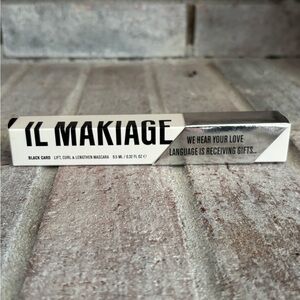 IL MAKIAGE
BLACK CARD | LIFT, CURL & LENGTHEN MASCARA 9.5 ML / 0.32 FL OZ ℮
WE HEAR YOUR LOVE
LANGUAGE IS RECEIVING GIFTS...